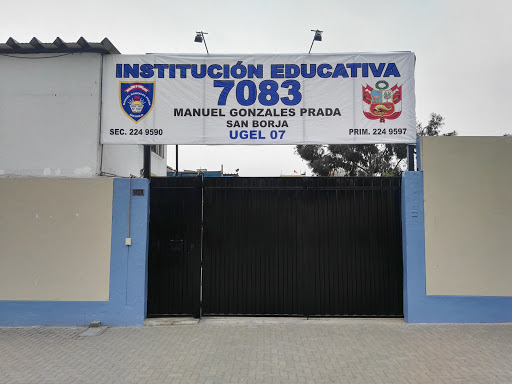 INSTITUCIÓN EDUCATIVA
7083
MANUEL GONZALES PRADA
SAN BORJA
SEC. 224 9590
UGEL 07
PRIM. 224 9597